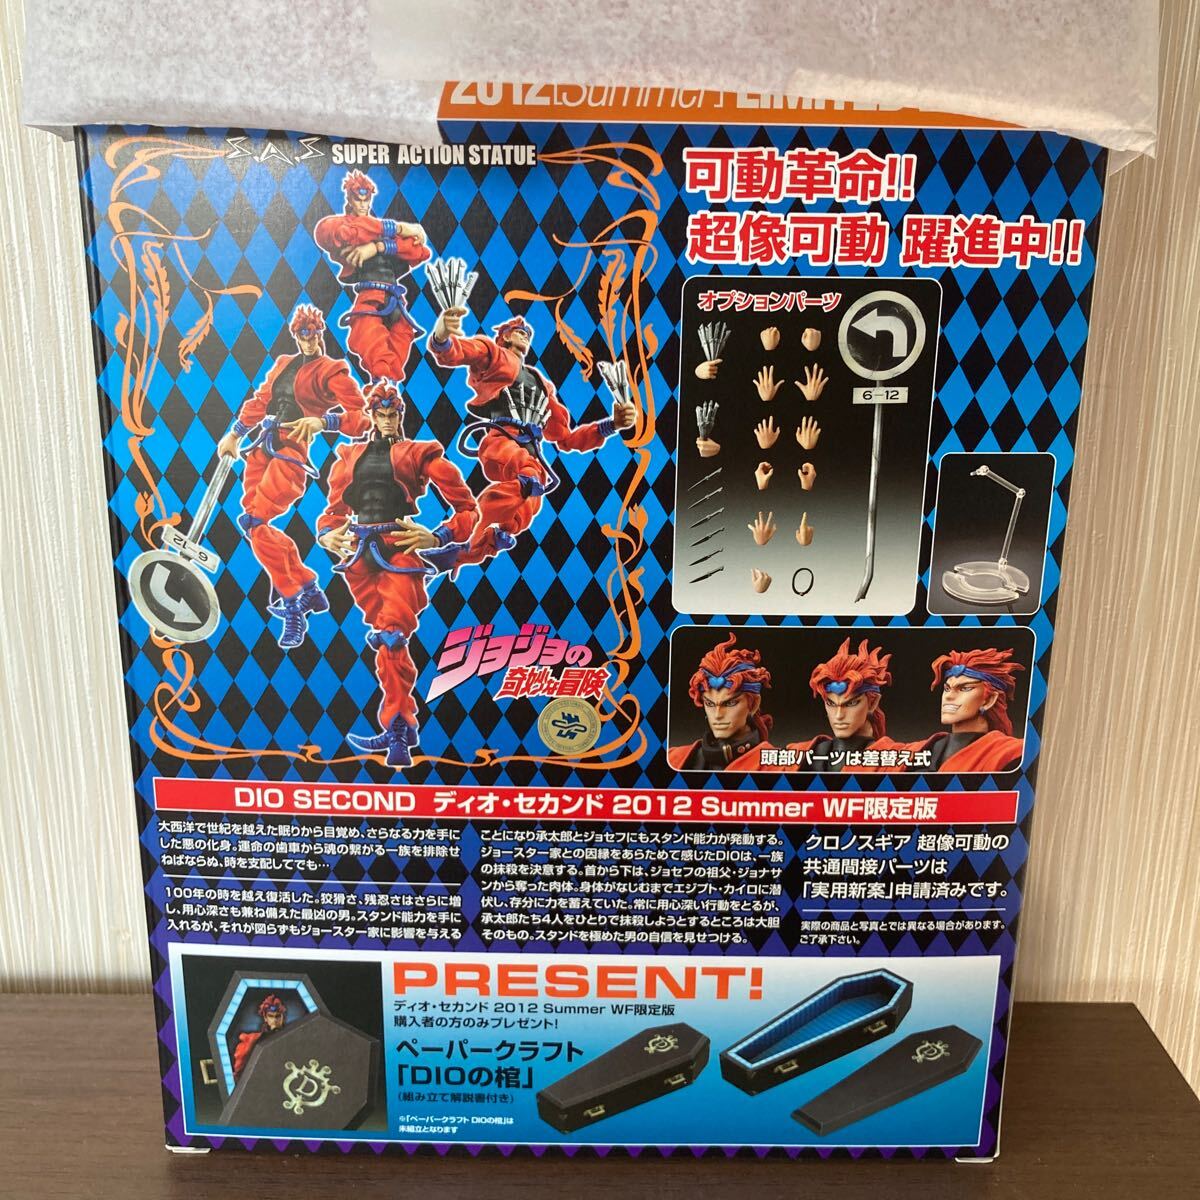 2012[Summer] LIMITED
S.A.S SUPER ACTION STATUE
可動革命!!
超像可動 躍進中!!
オプションパーツ
6-12
6-12
ジョジョの
奇妙な冒険
頭部パーツは差替え式
DIO SECOND ディオ・セカンド 2012 Summer WF限定版
大西洋で世紀を越えた眠りから目覚め、さらなる力を手に
した悪の化身。運命の歯車から魂の繋がる一族を排除せ
ねばならぬ、時を支配してでも…
100年の時を越え復活した。狡猾さ、残忍さはさらに増
し、用心深さも兼ね備えた最凶の男。スタンド能力を手に
入れるが、それが図らずもジョースター家に影響を与える
ことになり承太郎とジョセフにもスタンド能力が発動する。
ジョースター家との因縁をあらためて感じたDIOは、一族
の抹殺を決意する。首から下は、ジョセフの祖父・ジョナサ
ンから奪った肉体。身体がなじむまでエジプト・カイロに潜
伏し、存分に力を蓄えていた。常に用心深い行動をとるが、
承太郎たち4人をひとりで抹殺しようとするところは大胆
そのもの。スタンドを極めた男の自信を見せつける。
クロノスギア 超像可動の
共通間接パーツは
「実用新案」申請済みです。
実際の商品と写真とでは異なる場合があります。
ご了承下さい。
PRESENT!
ディオ・セカンド 2012 Summer WF限定版
購入者の方のみプレゼント!
ペーパークラフト
「DIOの棺」
(組み立て解説書付き)
※「ペーパークラフト DIOの棺」は
未組立となります
D
D
D